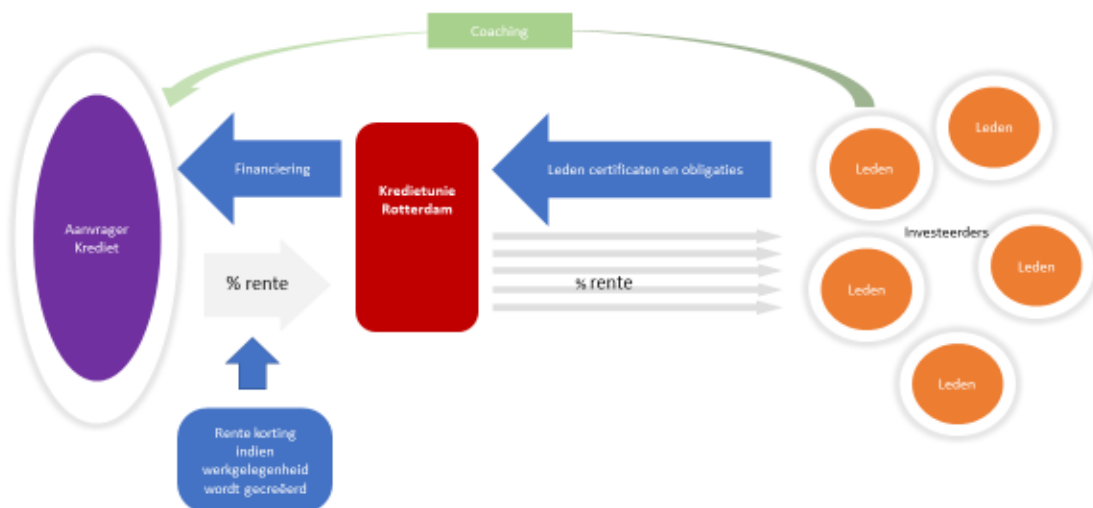 Coaching
Leden
Leden
Financiering
Leden certificaten en obligaties
Kredietunie
Rotterdam
Aanvrager
Krediet
Investeerders
Leden
% rente
% rente
Leden
Leden
Rente korting
indien
werkgelegenheid
wordt gecreëerd